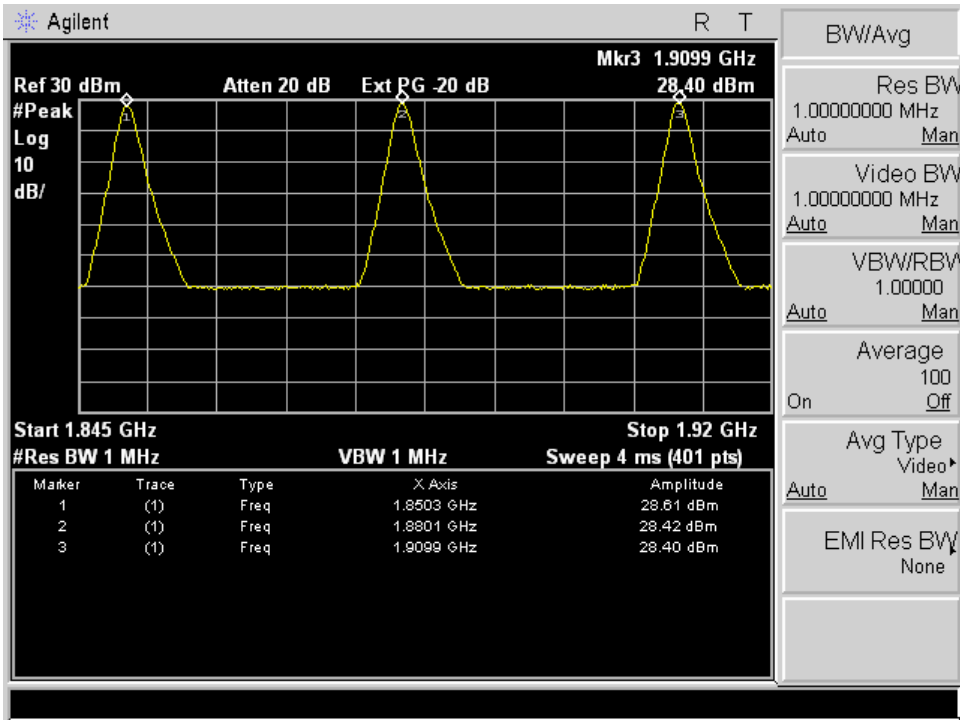 Agilent R T
Mkr3 1.9099 GHz
Ref 30 dBm Atten 20 dB Ext PG -20 dB 28.40 dBm
#Peak
Log
10
dB/
1 2 3
Start 1.845 GHz Stop 1.92 GHz
#Res BW 1 MHz VBW 1 MHz Sweep 4 ms (401 pts)
Marker Trace Type X Axis Amplitude
1 (1) Freq 1.8503 GHz 28.61 dBm
2 (1) Freq 1.8801 GHz 28.42 dBm
3 (1) Freq 1.9099 GHz 28.40 dBm
BW/Avg
Res BW
1.00000000 MHz
Auto Man
Video BW
1.00000000 MHz
Auto Man
VBW/RBW
1.00000
Auto Man
Average
100
On Off
Avg Type
Video
Auto Man
EMI Res BW
None